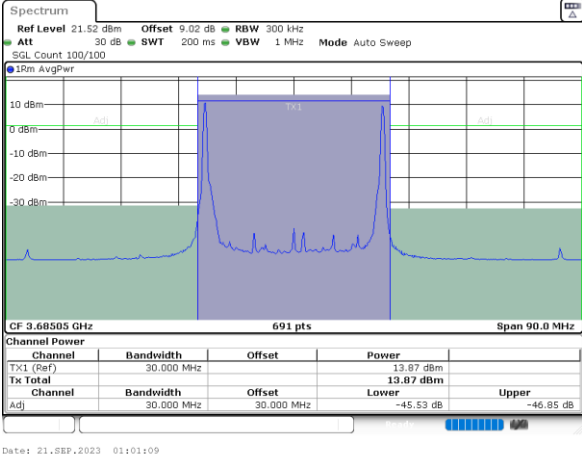 Spectrum
Ref Level 21.52 dBm Offset 9.02 dB RBW 300 kHz
Att 30 dB SWT 200 ms VBW 1 MHz Mode Auto Sweep
SGL Count 100/100
1Rm AvgPwr
10 dBm
TX1
Adj Adj
0 dBm
-10 dBm
-20 dBm
-30 dBm
CF 3.68505 GHz 691 pts Span 90.0 MHz
Channel Power
Channel Bandwidth Offset Power
TX1 (Ref) 30.000 MHz 13.87 dBm
Tx Total 13.87 dBm
Channel Bandwidth Offset Lower Upper
Adj 30.000 MHz 30.000 MHz -45.53 dB -46.85 dB
Ready
Date: 21.SEP.2023 01:01:09